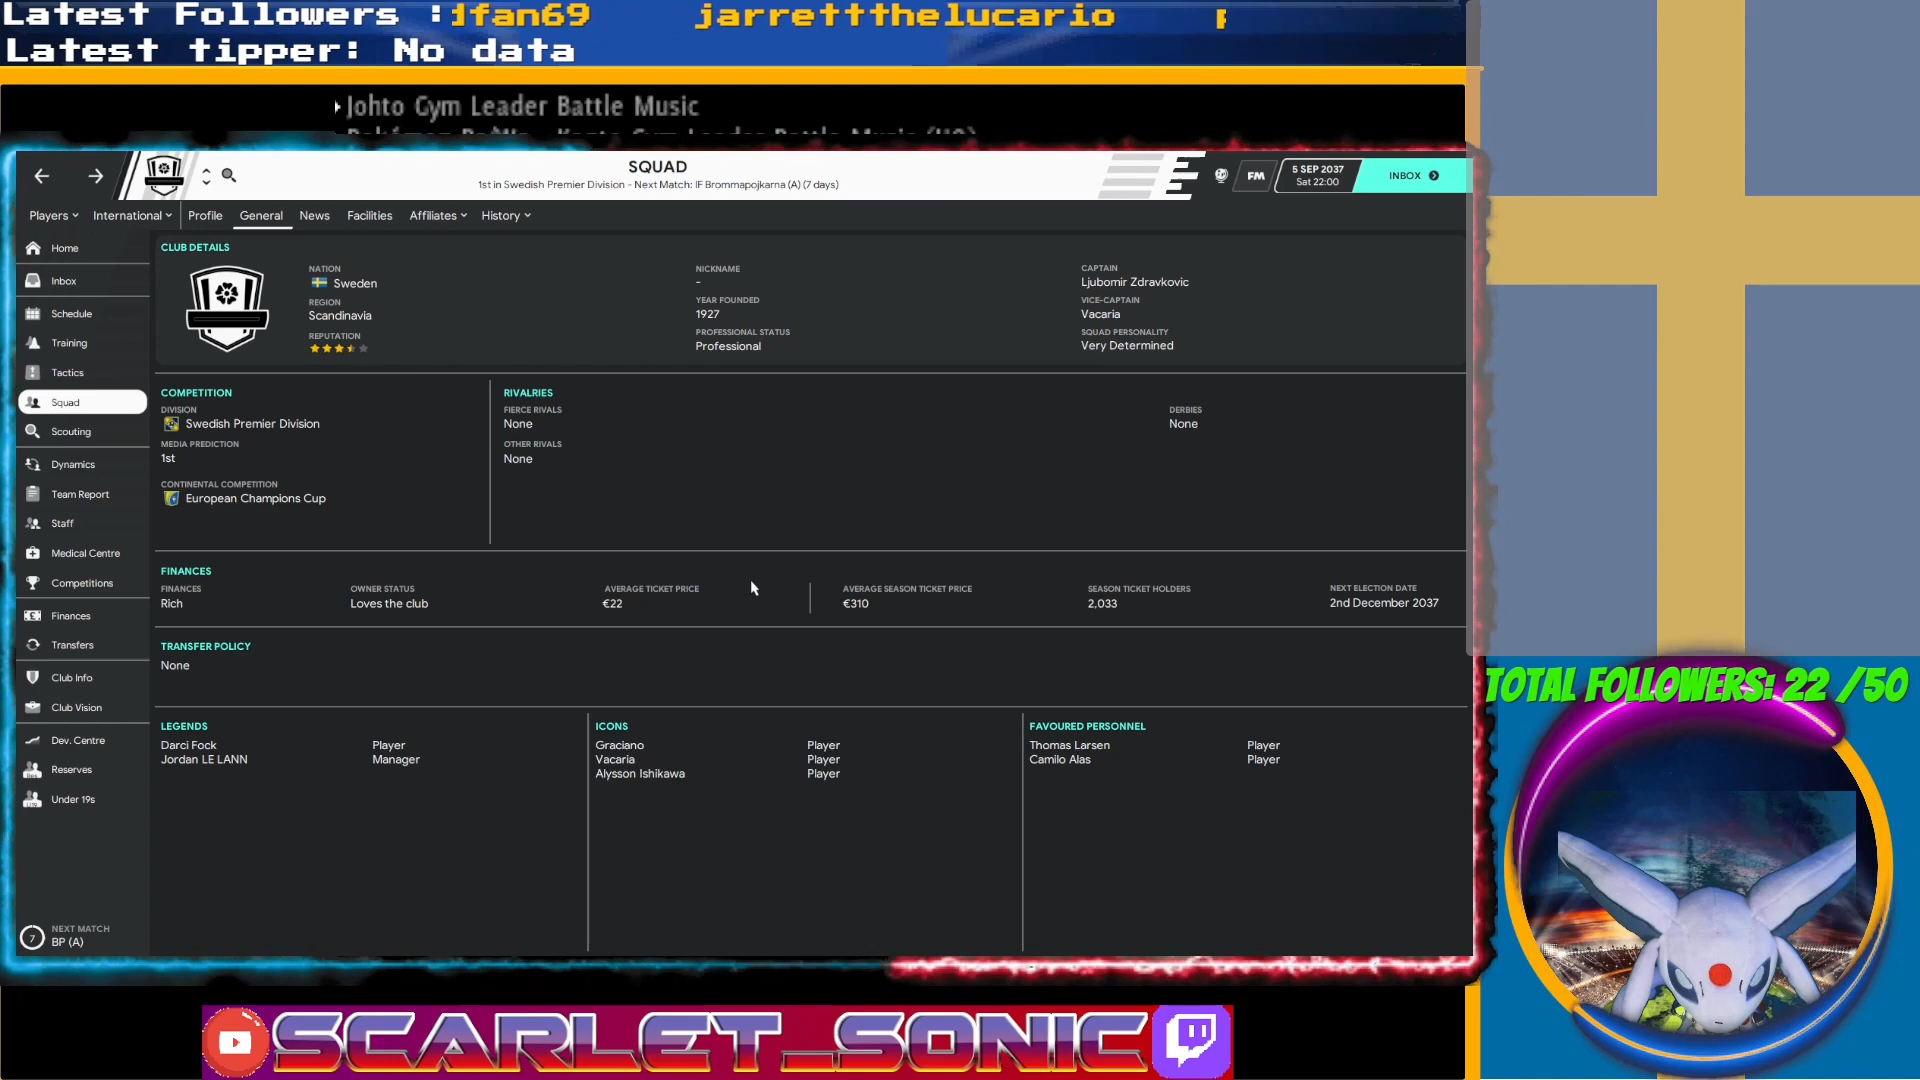 Latest Followers :dfan69 jarrettthelucario
Latest tipper: No data
Johto Gym Leader Battle Music
SQUAD
1st in Swedish Premier Division - Next Match: IF Brommapojkarna (A) (7 days)
FM
5 SEP 2037
Sat 22:00
INBOX
Players International Profile General News Facilities Affiliates History
Home
Inbox
Schedule
Training
Tactics
Squad
Scouting
Dynamics
Team Report
Staff
Medical Centre
Competitions
Finances
Transfers
Club Info
Club Vision
Dev. Centre
Reserves
Under 19s
7
NEXT MATCH
BP (A)
CLUB DETAILS
NATION
Sweden
REGION
Scandinavia
REPUTATION
NICKNAME
-
YEAR FOUNDED
1927
PROFESSIONAL STATUS
Professional
CAPTAIN
Ljubomir Zdravkovic
VICE-CAPTAIN
Vacaria
SQUAD PERSONALITY
Very Determined
COMPETITION
DIVISION
Swedish Premier Division
MEDIA PREDICTION
1st
CONTINENTAL COMPETITION
European Champions Cup
RIVALRIES
FIERCE RIVALS
None
OTHER RIVALS
None
DERBIES
None
FINANCES
FINANCES
Rich
OWNER STATUS
Loves the club
AVERAGE TICKET PRICE
€22
AVERAGE SEASON TICKET PRICE
€310
SEASON TICKET HOLDERS
2,033
NEXT ELECTION DATE
2nd December 2037
TRANSFER POLICY
None
LEGENDS
Darci Fock Player
Jordan LE LANN Manager
ICONS
Graciano Player
Vacaria Player
Alysson Ishikawa Player
FAVOURED PERSONNEL
Thomas Larsen Player
Camilo Alas Player
TOTAL FOLLOWERS: 22 /50
SCARLET_SONIC